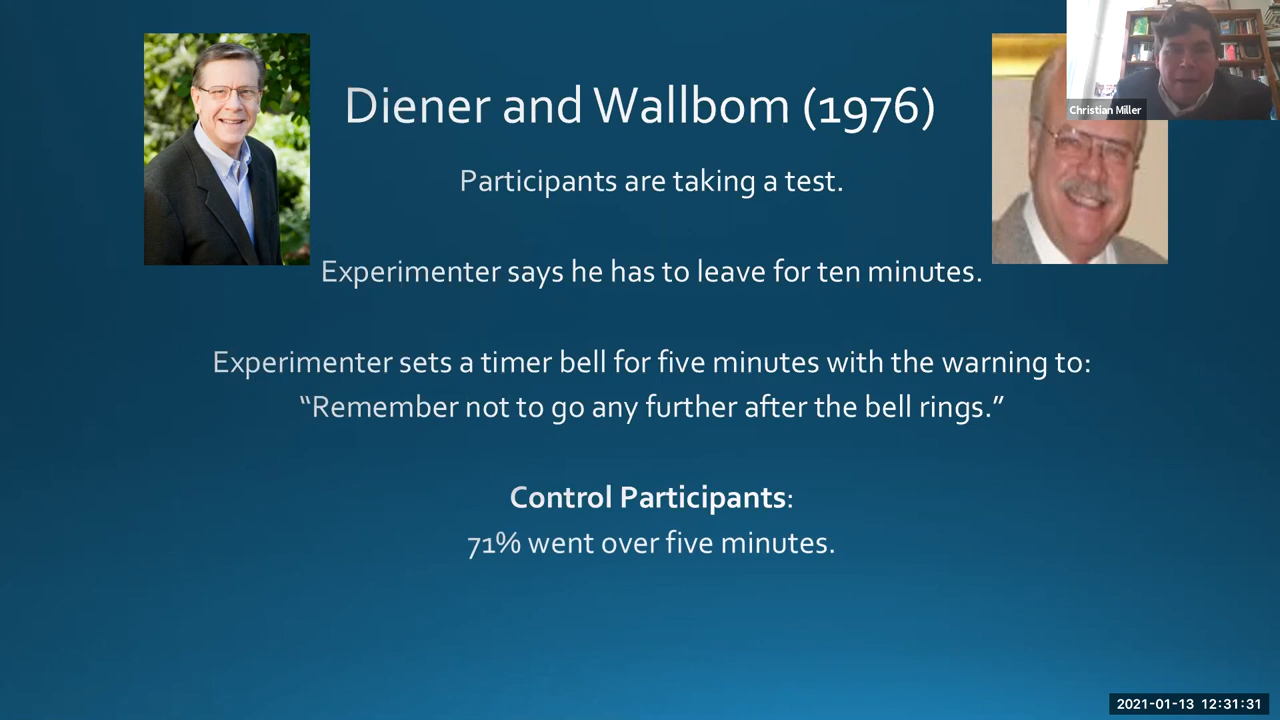 Diener and Wallbom (1976)
Christian Miller
Participants are taking a test.
Experimenter says he has to leave for ten minutes.
Experimenter sets a timer bell for five minutes with the warning to:
“Remember not to go any further after the bell rings.”
Control Participants:
71% went over five minutes.
2021-01-13 12:31:31